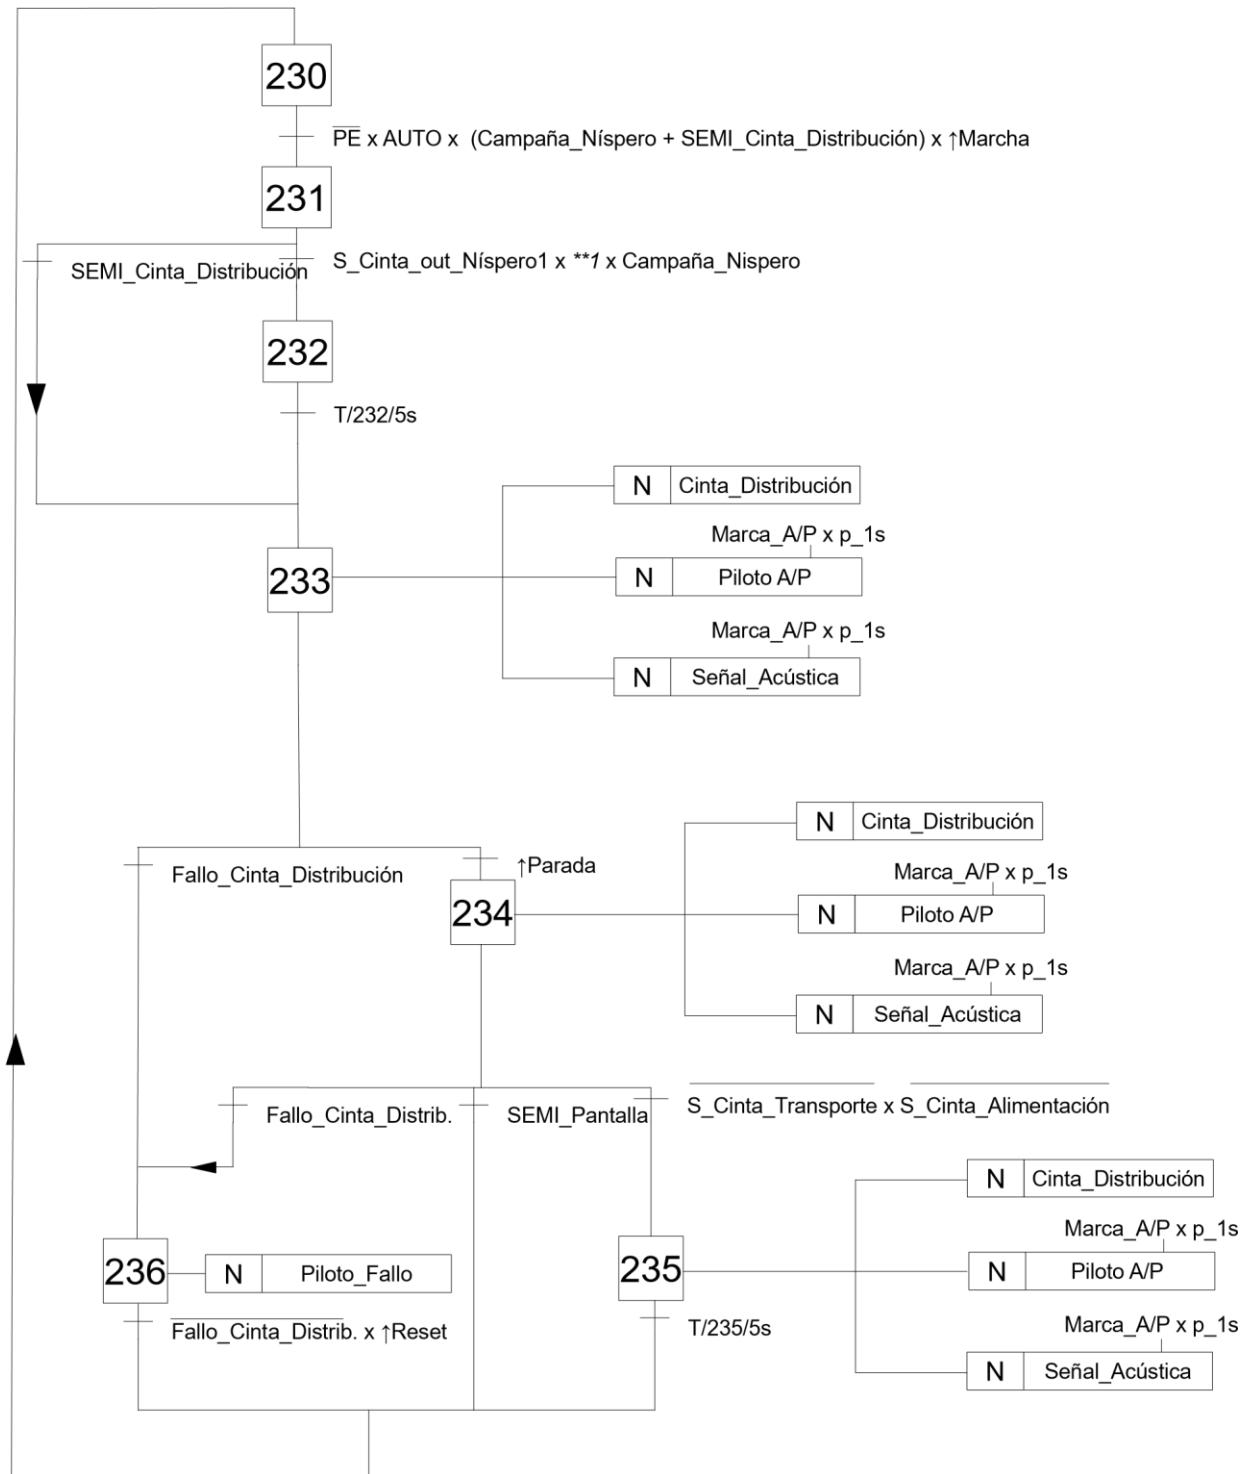 230
P̅E̅ x AUTO x (Campaña_Níspero + SEMI_Cinta_Distribución) x ↑Marcha
231
SEMI_Cinta_Distribución
S_Cinta_out_Níspero1 x **1 x Campaña_Nispero
232
T/232/5s
N Cinta_Distribución
Marca_A/P x p_1s
233
N Piloto A/P
Marca_A/P x p_1s
N Señal_Acústica
N Cinta_Distribución
Fallo_Cinta_Distribución
↑Parada
Marca_A/P x p_1s
234
N Piloto A/P
Marca_A/P x p_1s
N Señal_Acústica
Fallo_Cinta_Distrib.
SEMI_Pantalla
S_Cinta_Transporte x S_Cinta_Alimentación
N Cinta_Distribución
Marca_A/P x p_1s
236
N Piloto_Fallo
235
N Piloto A/P
Fallo_Cinta_Distrib. x ↑Reset
T/235/5s
Marca_A/P x p_1s
N Señal_Acústica